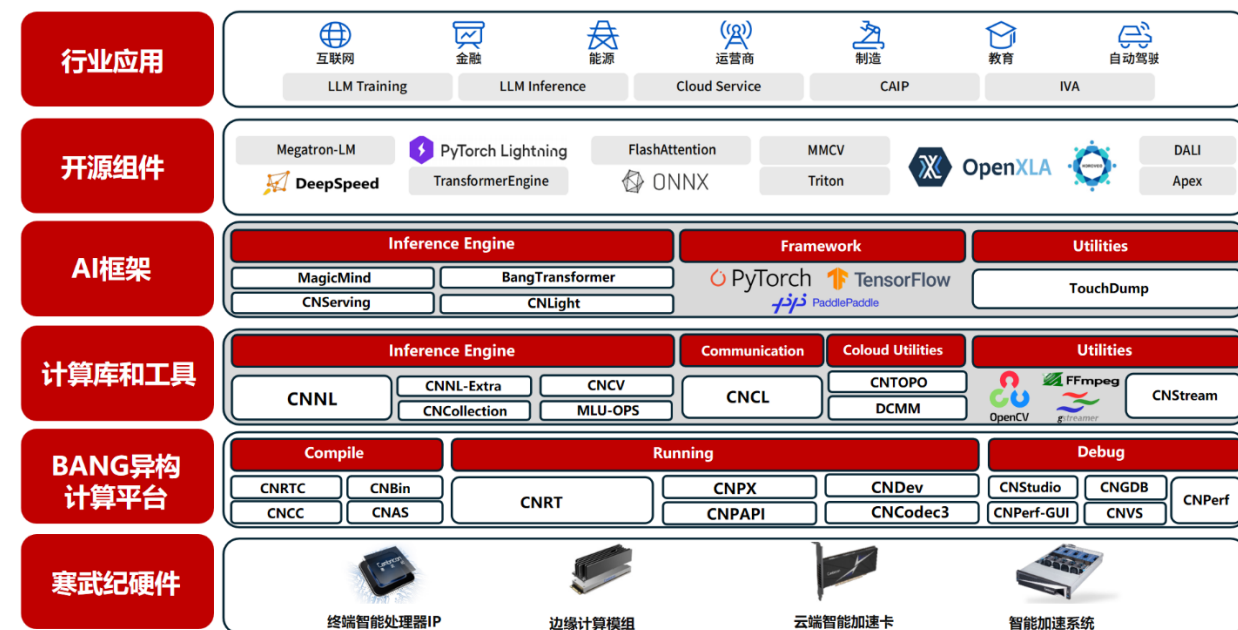 行业应用
互联网
金融
能源
运营商
制造
教育
自动驾驶
LLM Training
LLM Inference
Cloud Service
CAIP
IVA
开源组件
Megatron-LM
PyTorch Lightning
FlashAttention
MMCV
OpenXLA
DALI
DeepSpeed
TransformerEngine
ONNX
Triton
Apex
AI框架
Inference Engine
Framework
Utilities
MagicMind
BangTransformer
CNServing
CNLight
PyTorch
TensorFlow
PaddlePaddle
TouchDump
计算库和工具
Inference Engine
Communication
Coloud Utilities
Utilities
CNNL
CNNL-Extra
CNCV
CNCollection
MLU-OPS
CNCL
CNTOPO
DCMM
OpenCV
FFmpeg
gstreamer
CNStream
BANG异构
计算平台
Compile
Running
Debug
CNRTC
CNBin
CNCC
CNAS
CNRT
CNPX
CNDev
CNPAPI
CNCodec3
CNStudio
CNGDB
CNPerf-GUI
CNVS
CNPerf
寒武纪硬件
Cambricon
终端智能处理器IP
边缘计算模组
云端智能加速卡
智能加速系统